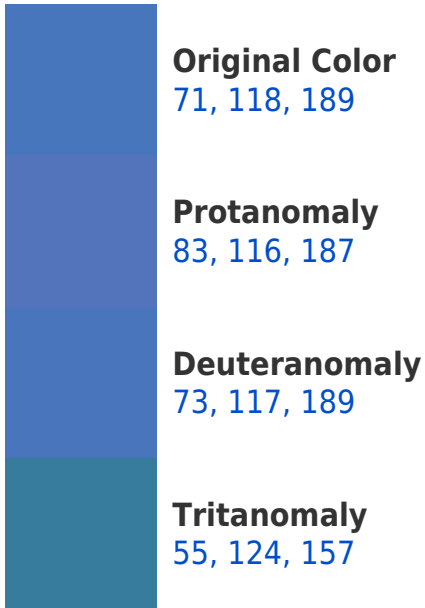 Original Color
71, 118, 189
Protanomaly
83, 116, 187
Deuteranomaly
73, 117, 189
Tritanomaly
55, 124, 157